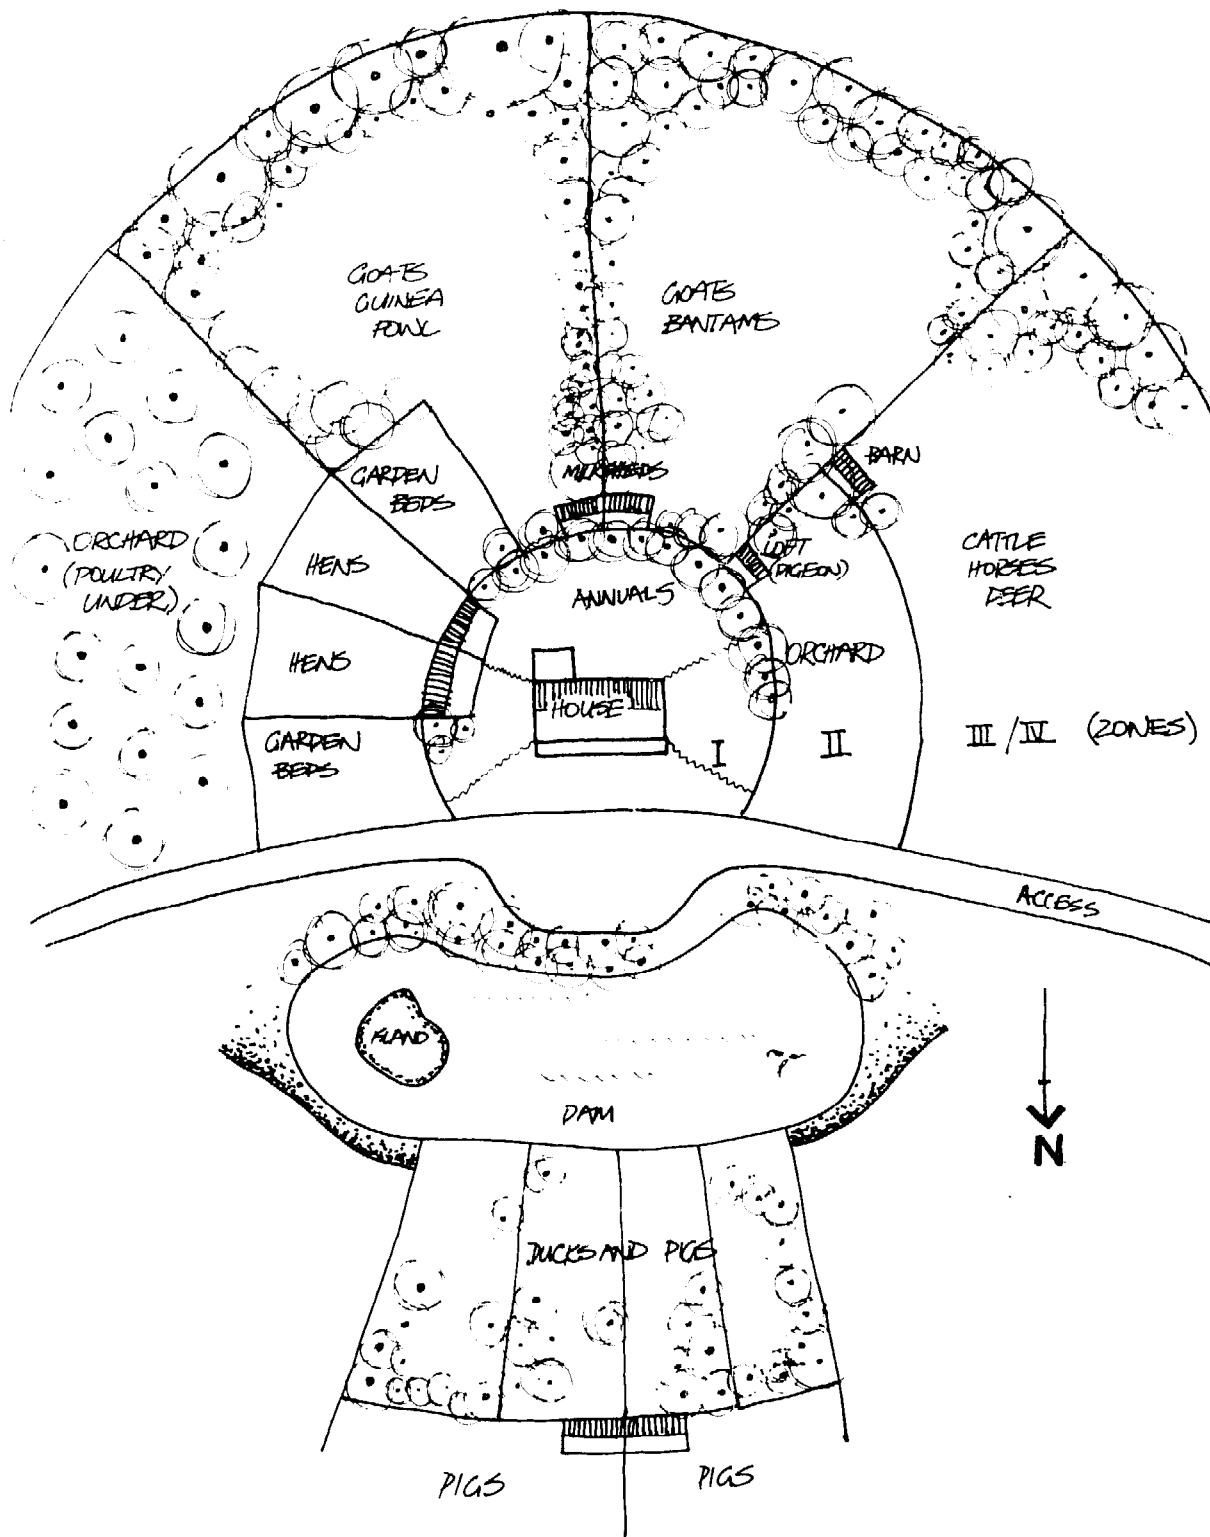 GOATS
GUINEA
FOWL
GOATS
BANTAMS
GARDEN
BEDS
BARN
ORCHARD
(POULTRY
UNDER)
HENS
LOFT
(PIGEON)
CATTLE
HORSES
DEER
ANNUALS
HENS
ORCHARD
HOUSE
GARDEN
BEDS
I
II
III/IV (ZONES)
ACCESS
ISLAND
DAM
N
DUCKS AND PIGS
PIGS
PIGS